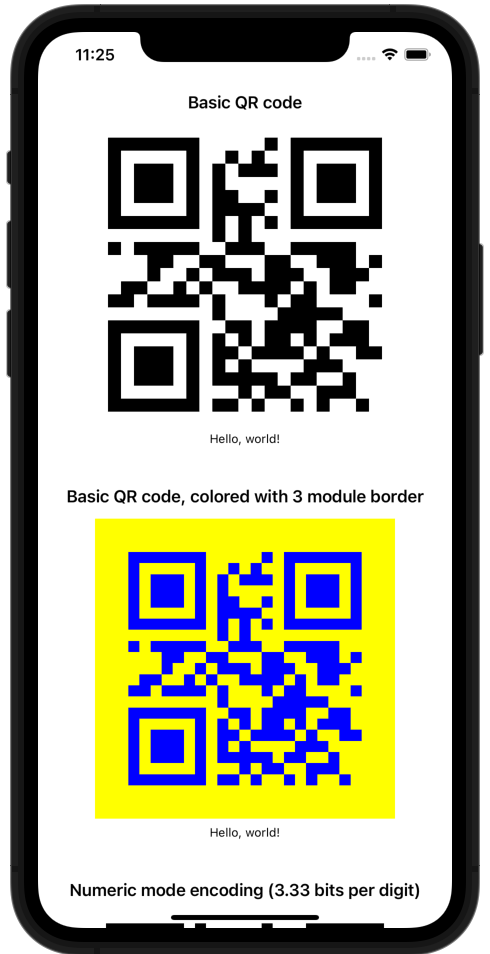 11:25
Basic QR code
Hello, world!
Basic QR code, colored with 3 module border
Hello, world!
Numeric mode encoding (3.33 bits per digit)